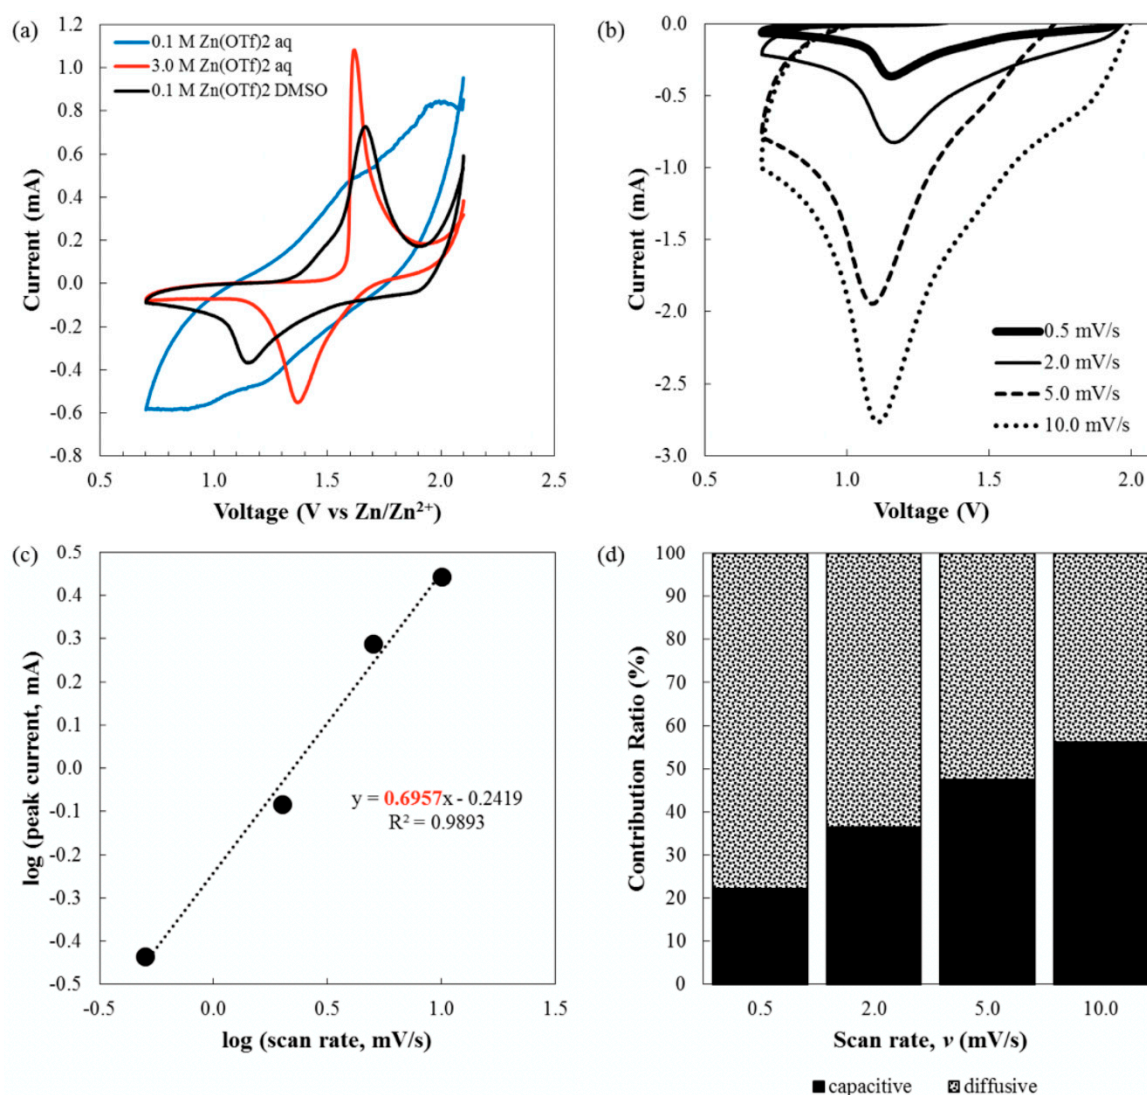 (a)
1.2
1.0
0.8
0.6
0.4
0.2
0.0
-0.2
-0.4
-0.6
-0.8
Current (mA)
0.1 M Zn(OTf)2 aq
3.0 M Zn(OTf)2 aq
0.1 M Zn(OTf)2 DMSO
0.5 1.0 1.5 2.0 2.5
Voltage (V vs Zn/Zn²⁺)
(b)
0.0
-0.5
-1.0
-1.5
-2.0
-2.5
-3.0
Current (mA)
0.5 mV/s
2.0 mV/s
5.0 mV/s
10.0 mV/s
0.5 1.0 1.5 2.0
Voltage (V)
(c)
0.5
0.4
0.3
0.2
0.1
0.0
-0.1
-0.2
-0.3
-0.4
-0.5
log (peak current, mA)
y = 0.6957x - 0.2419
R² = 0.9893
-0.5 0.0 0.5 1.0 1.5
log (scan rate, mV/s)
(d)
100
90
80
70
60
50
40
30
20
10
0
Contribution Ratio (%)
0.5 2.0 5.0 10.0
Scan rate, v (mV/s)
capacitive diffusive